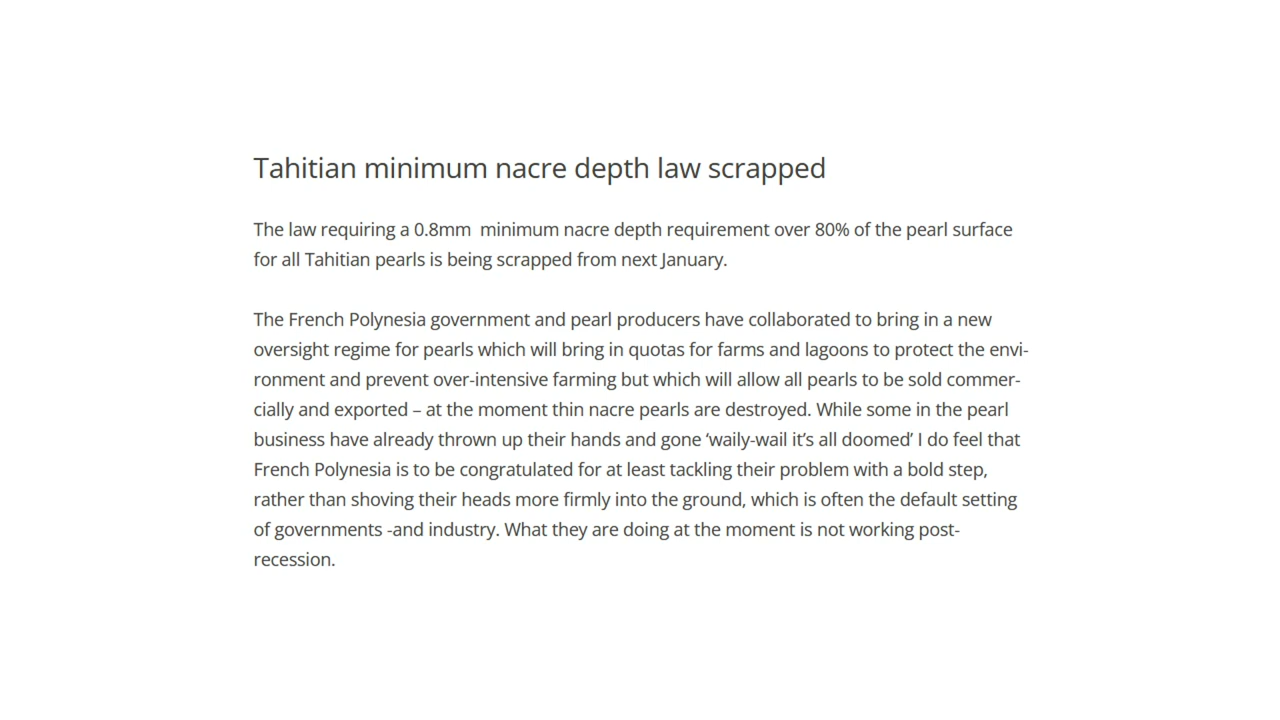 Tahitian minimum nacre depth law scrapped
The law requiring a 0.8mm  minimum nacre depth requirement over 80% of the pearl surface
for all Tahitian pearls is being scrapped from next January.
The French Polynesia government and pearl producers have collaborated to bring in a new
oversight regime for pearls which will bring in quotas for farms and lagoons to protect the envi-
ronment and prevent over-intensive farming but which will allow all pearls to be sold commer-
cially and exported – at the moment thin nacre pearls are destroyed. While some in the pearl
business have already thrown up their hands and gone ‘waily-wail it’s all doomed’ I do feel that
French Polynesia is to be congratulated for at least tackling their problem with a bold step,
rather than shoving their heads more firmly into the ground, which is often the default setting
of governments -and industry. What they are doing at the moment is not working post-
recession.